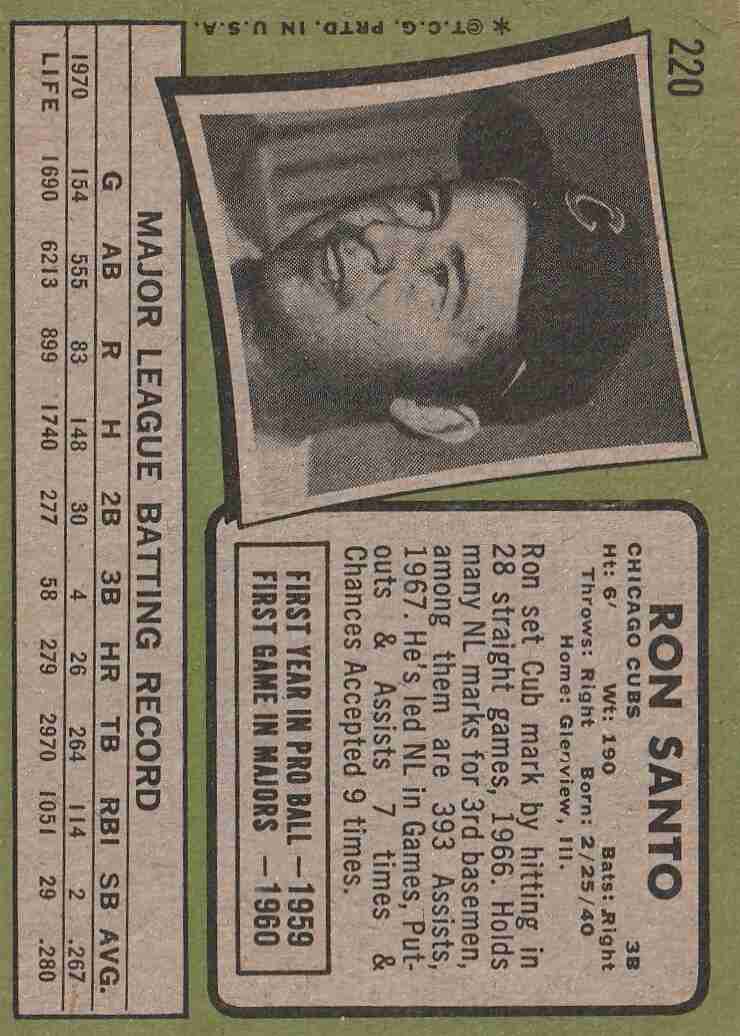 220
RON SANTO
CHICAGO CUBS 3B
Ht: 6' Wt: 190 Bats: Right
Throws: Right Born: 2/25/40
Home: Glenview, Ill.
Ron set Cub mark by hitting in
28 straight games, 1966. Holds
many NL marks for 3rd basemen,
among them are 393 Assists,
1967. He's led NL in Games, Put-
outs & Assists 7 times &
Chances Accepted 9 times.
FIRST YEAR IN PRO BALL — 1959
FIRST GAME IN MAJORS — 1960
C
*©T.C.G. PRTD. IN U.S.A.
MAJOR LEAGUE BATTING RECORD
G AB R H 2B 3B HR TB RBI SB AVG.
1970 154 555 83 148 30 4 26 264 114 2 .267
LIFE 1690 6213 899 1740 277 58 279 2970 1051 29 .280